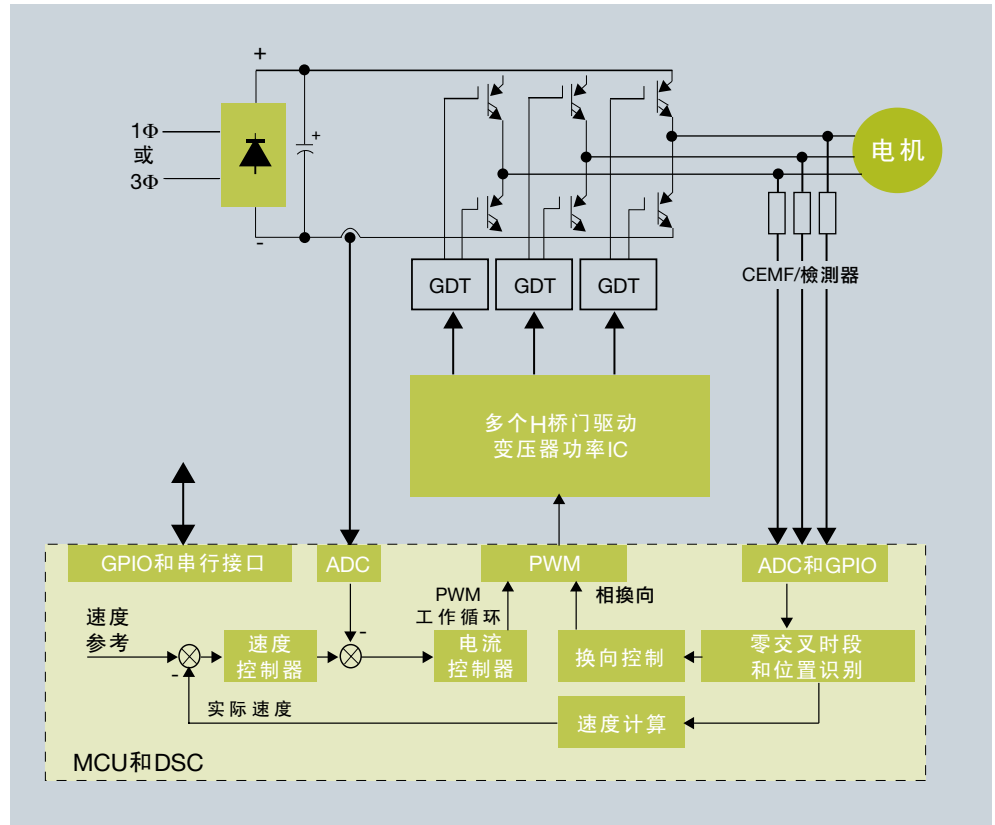 +
1Φ
或
3Φ
-
+
电机
GDT
GDT
GDT
CEMF/檢測器
多个H桥门驱动
变压器功率IC
GPIO和串行接口
ADC
PWM
ADC和GPIO
速度
参考
-
速度
控制器
-
PWM
工作循环
电流
控制器
相换向
换向控制
零交叉时段
和位置识别
实际速度
速度计算
MCU和DSC